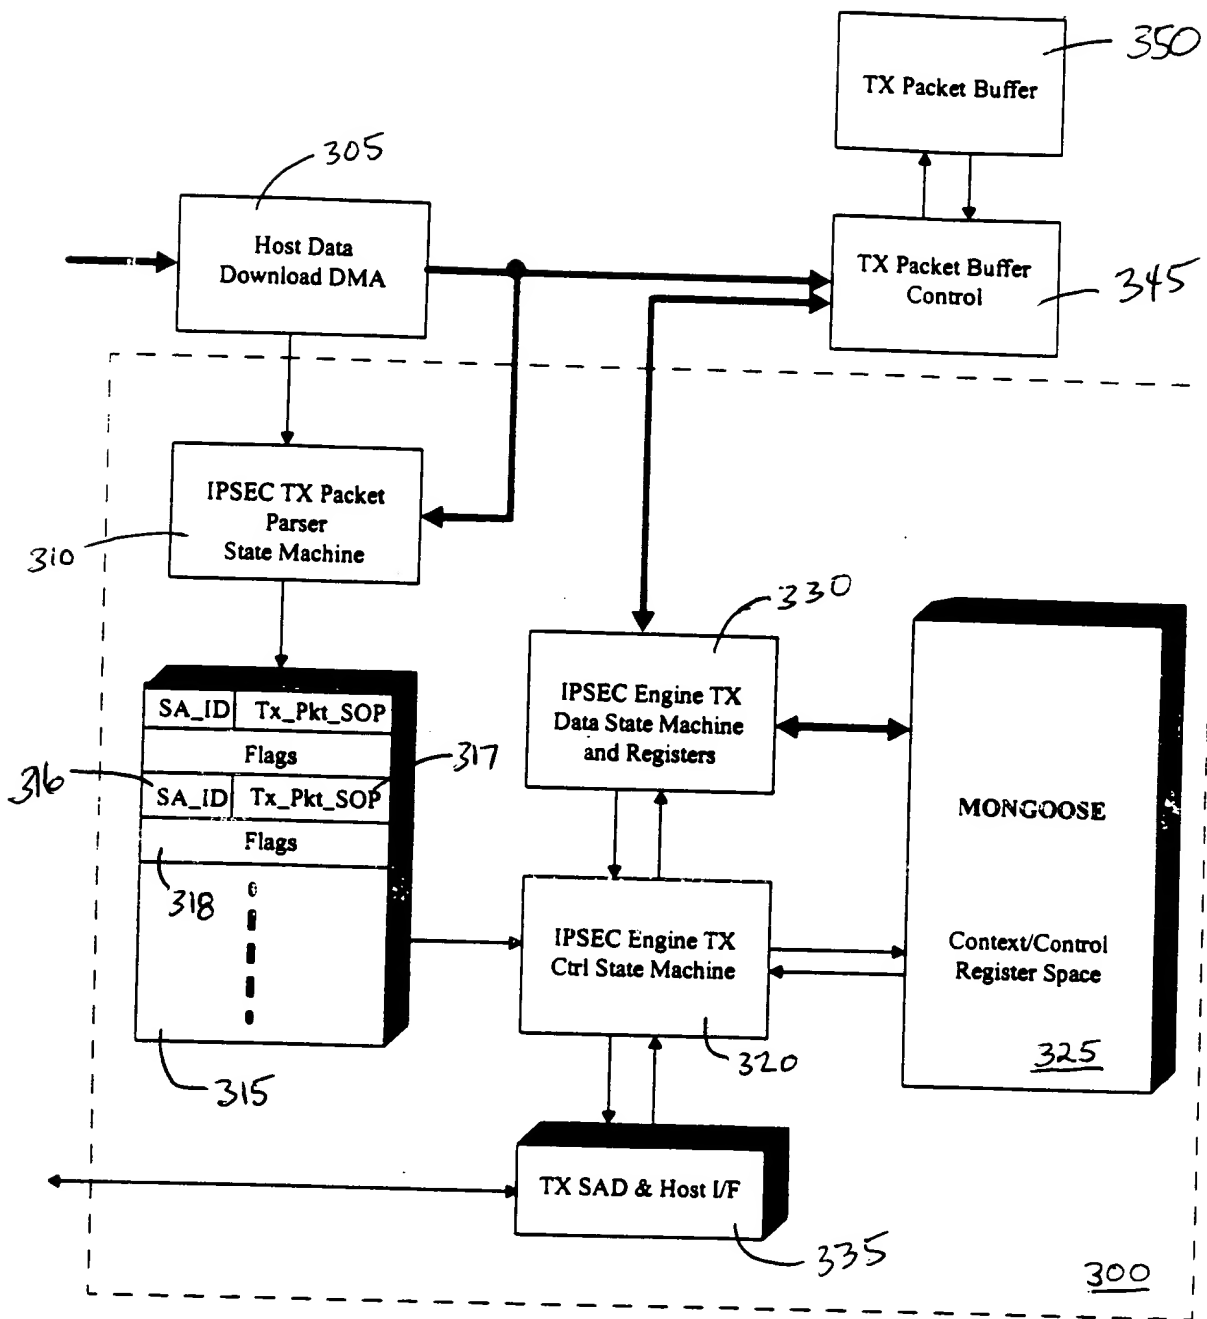 350
TX Packet Buffer
305
Host Data
Download DMA
TX Packet Buffer
Control
345
IPSEC TX Packet
Parser
State Machine
310
330
SA_ID Tx_Pkt_SOP
Flags
317
316
SA_ID Tx_Pkt_SOP
Flags
318
IPSEC Engine TX
Data State Machine
and Registers
MONGOOSE
IPSEC Engine TX
Ctrl State Machine
Context/Control
Register Space
325
320
315
TX SAD & Host I/F
335
300